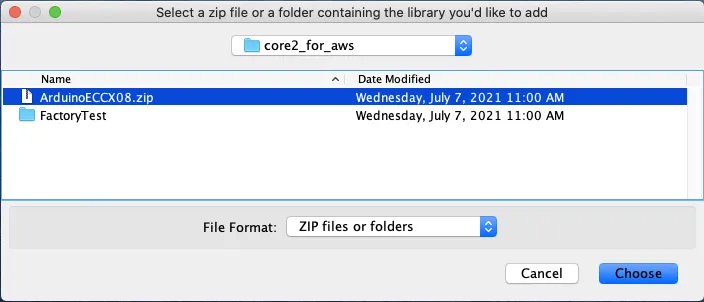 Select a zip file or a folder containing the library you'd like to add
core2_for_aws
Name Date Modified
ArduinoECCX08.zip Wednesday, July 7, 2021 11:00 AM
FactoryTest Wednesday, July 7, 2021 11:00 AM
File Format: ZIP files or folders
Cancel Choose